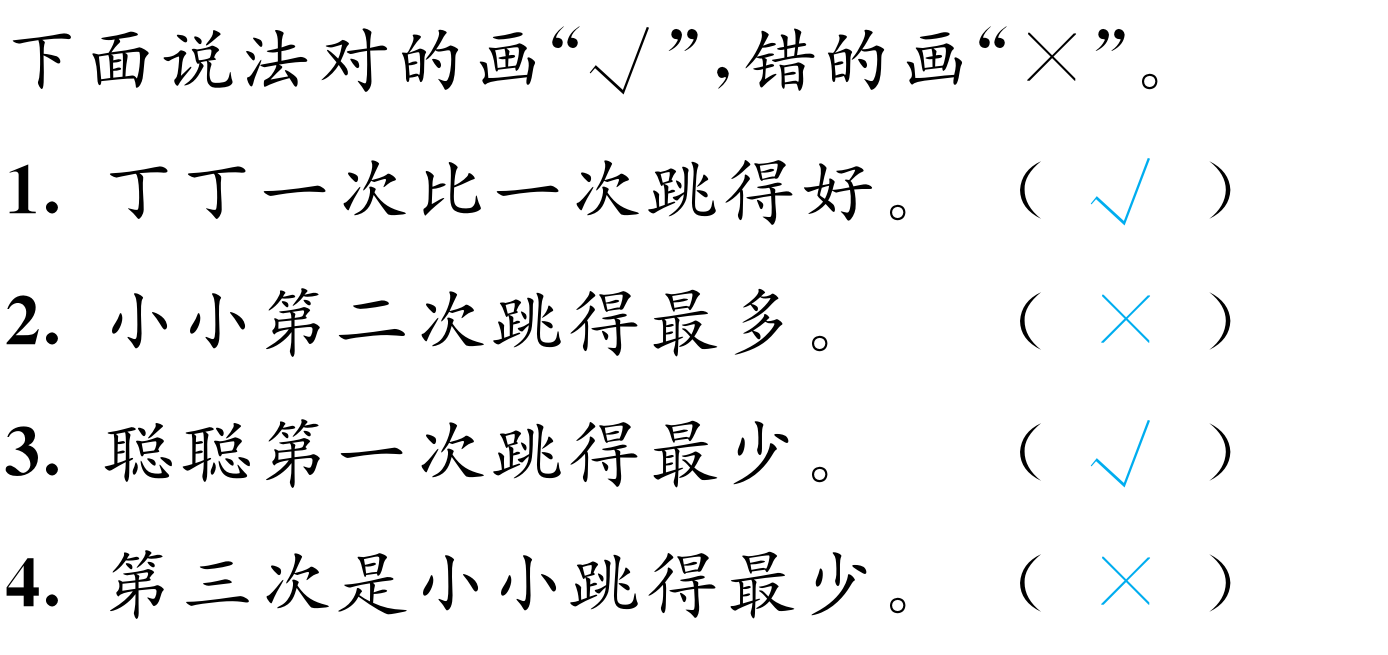 下面说法对的画“√”,错的画“×”。
1. 丁丁一次比一次跳得好。 ( √ )
2. 小小第二次跳得最多。 ( × )
3. 聪聪第一次跳得最少。 ( √ )
4. 第三次是小小跳得最少。 ( × )